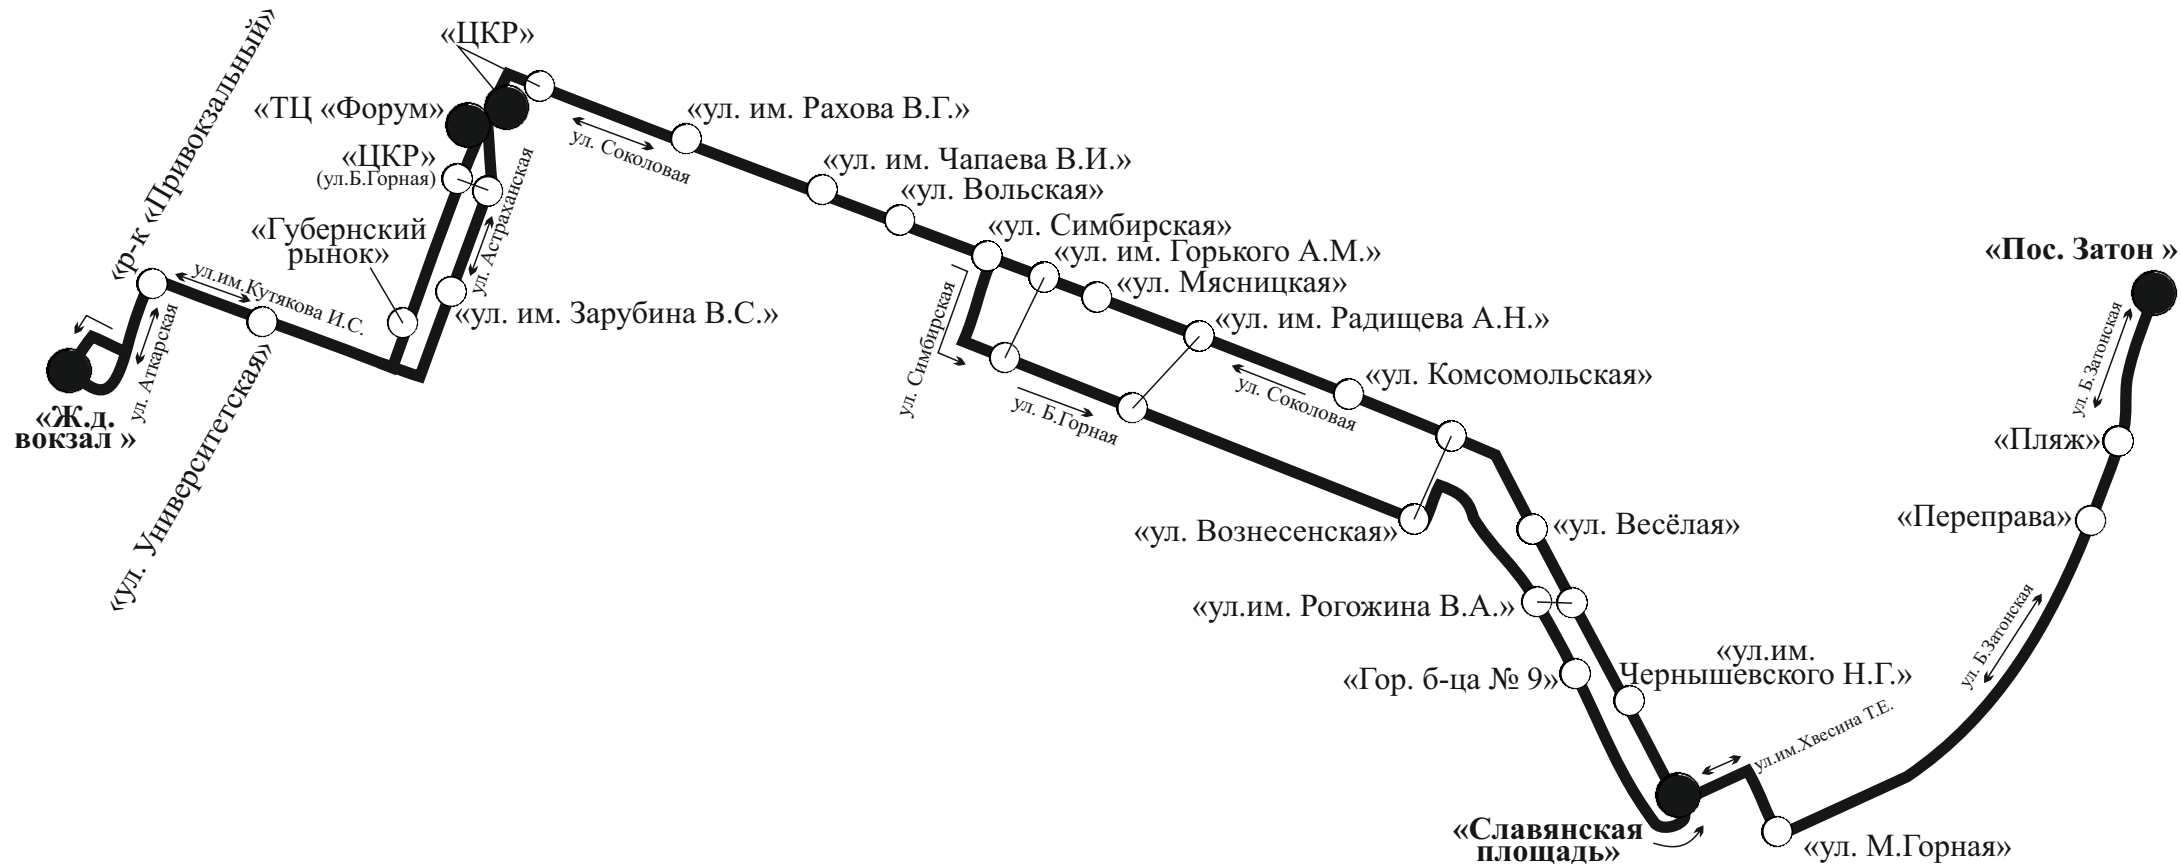 «ЦКР»
«р-к «Привокзальный»
«ТЦ «Форум»
«ул. им. Рахова В.Г.»
ул. Соколовая
«ЦКР»
(ул.Б.Горная)
«ул. им. Чапаева В.И.»
«ул. Вольская»
ул. Астраханская
«Губернский
рынок»
«ул. Симбирская»
«ул. им. Горького А.М.»
«Пос. Затон »
ул.им.Кутякова И.С.
«ул. Мясницкая»
«ул. им. Зарубина В.С.»
«ул. им. Радищева А.Н.»
ул. Аткарская
ул. Симбирская
ул. Б.Затонская
«Ж.д.
вокзал »
«ул. Комсомольская»
ул. Соколовая
ул. Б.Горная
«Пляж»
«ул. Университетская»
«ул. Вознесенская»
«ул. Весёлая»
«Переправа»
«ул.им. Рогожина В.А.»
ул. Б.Затонская
«Гор. б-ца № 9»
«ул.им.
Чернышевского Н.Г.»
ул.им.Хвесина Т.Е.
«Славянская
площадь»
«ул. М.Горная»